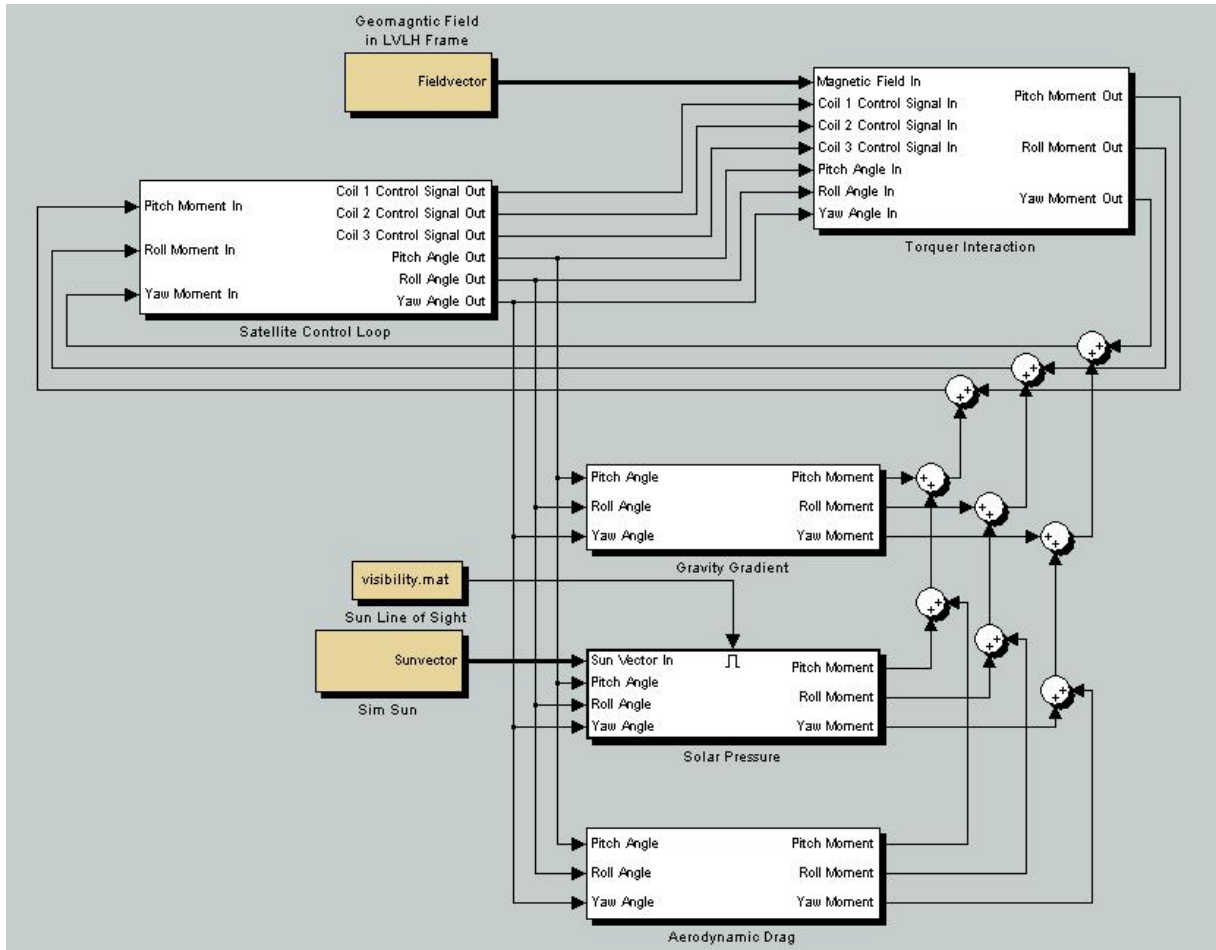 Geomagntic Field
in LVLH Frame
Fieldvector
Magnetic Field In
Coil 1 Control Signal In
Coil 2 Control Signal In
Coil 3 Control Signal In
Pitch Angle In
Roll Angle In
Yaw Angle In
Pitch Moment Out
Roll Moment Out
Yaw Moment Out
Torquer Interaction
Pitch Moment In
Roll Moment In
Yaw Moment In
Coil 1 Control Signal Out
Coil 2 Control Signal Out
Coil 3 Control Signal Out
Pitch Angle Out
Roll Angle Out
Yaw Angle Out
Satellite Control Loop
Pitch Angle
Roll Angle
Yaw Angle
Pitch Moment
Roll Moment
Yaw Moment
Gravity Gradient
visibility.mat
Sun Line of Sight
Sunvector
Sim Sun
Sun Vector In
Pitch Angle
Roll Angle
Yaw Angle
Pitch Moment
Roll Moment
Yaw Moment
Solar Pressure
Pitch Angle
Roll Angle
Yaw Angle
Pitch Moment
Roll Moment
Yaw Moment
Aerodynamic Drag